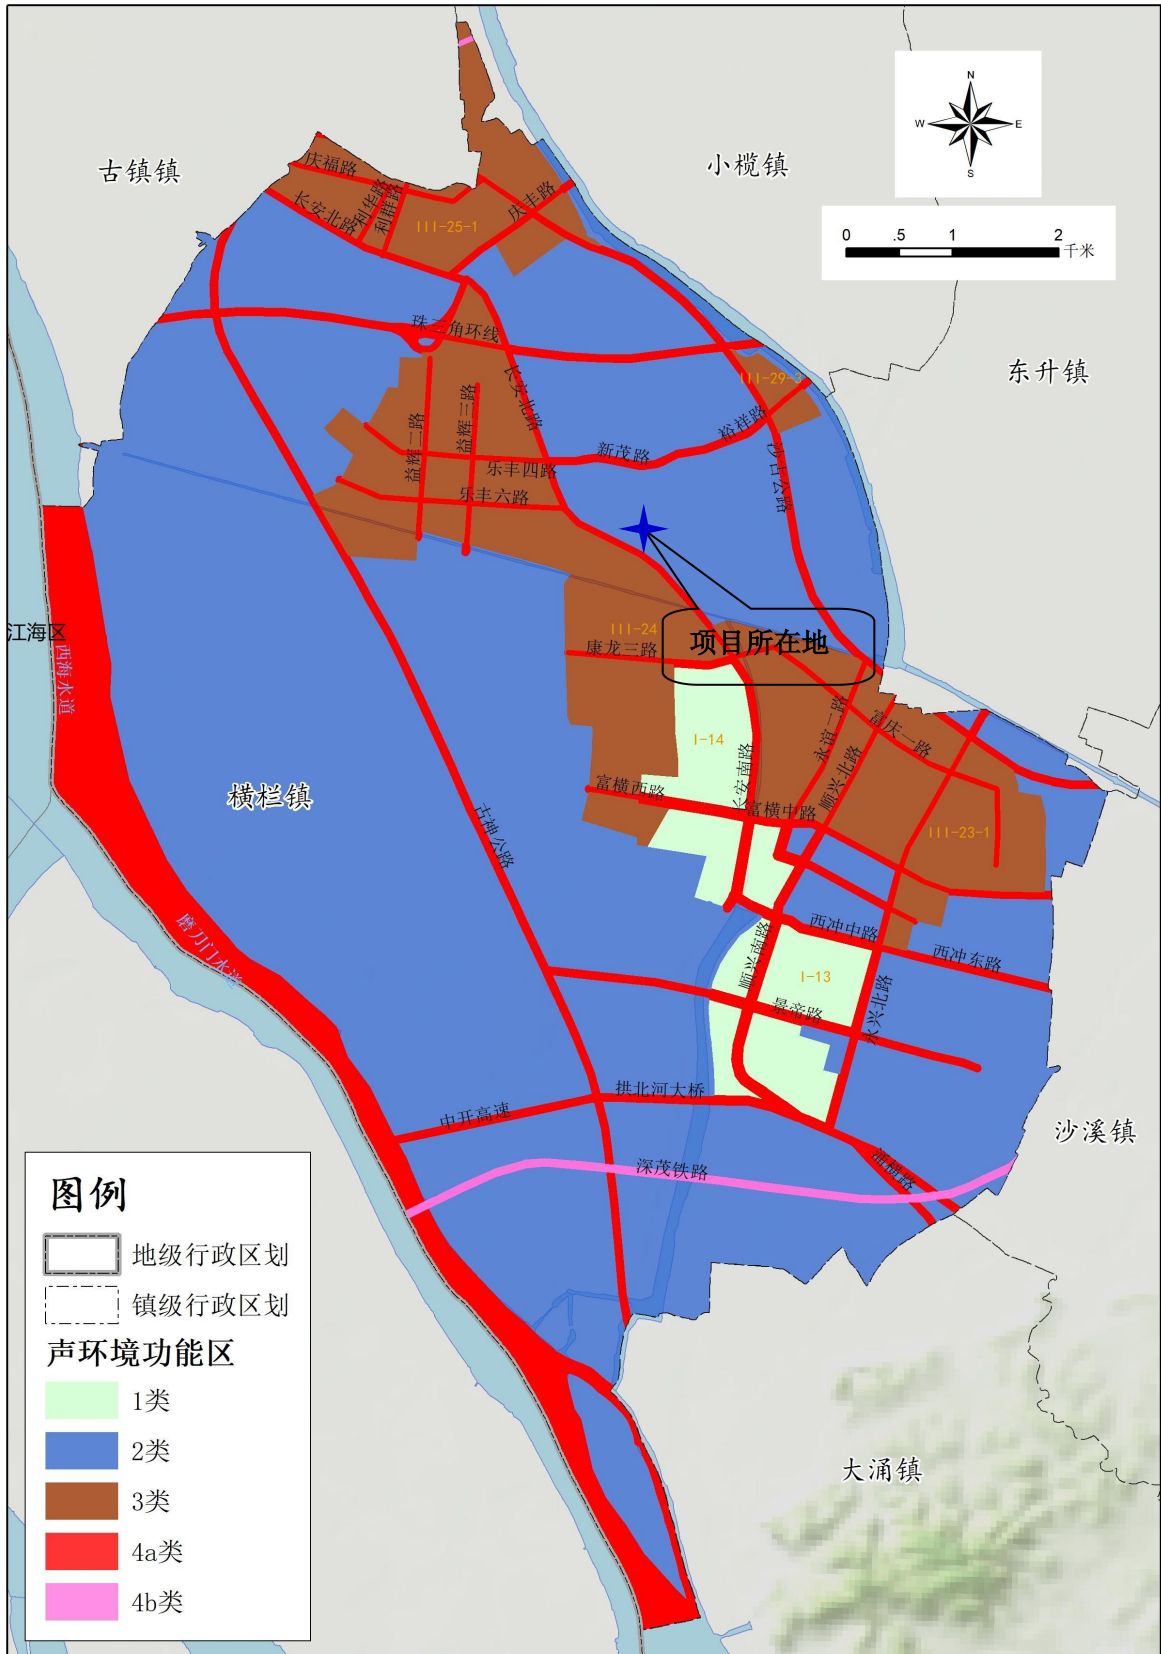 N
W
E
S
0
.5
1
2
千米
古镇镇
小榄镇
东升镇
庆福路
长安北路
利华路
利群路
III-25-1
庆丰路
珠三角环线
长安北路
III-29-3
裕祥路
益辉二路
益辉三路
新茂路
乐丰四路
乐丰六路
沙古公路
江海区
西海水道
III-24
康龙三路
项目所在地
I-14
长安南路
永谊二路
顺兴北路
富庆一路
横栏镇
富横西路
富横中路
古神公路
III-23-1
磨刀门水道
西冲中路
西冲东路
顺兴南路
I-13
景帝路
永兴北路
拱北河大桥
中开高速
沙溪镇
深茂铁路
大涌镇
图例
地级行政区划
镇级行政区划
声环境功能区
1类
2类
3类
4a类
4b类